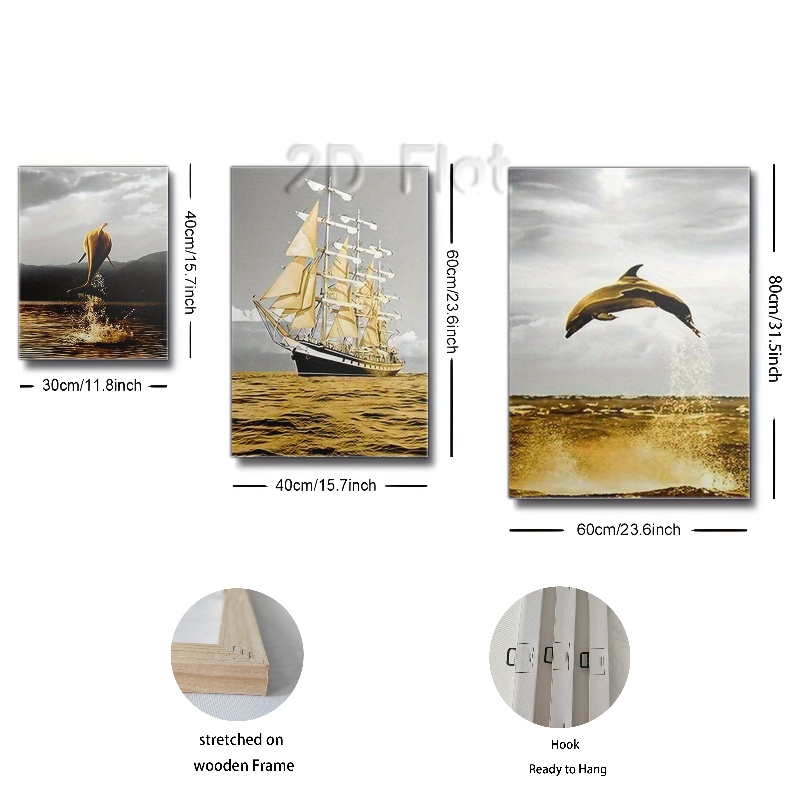 2D Flat
40cm/15.7inch
60cm/23.6inch
80cm/31.5inch
30cm/11.8inch
40cm/15.7inch
60cm/23.6inch
stretched on
wooden Frame
Hook
Ready to Hang